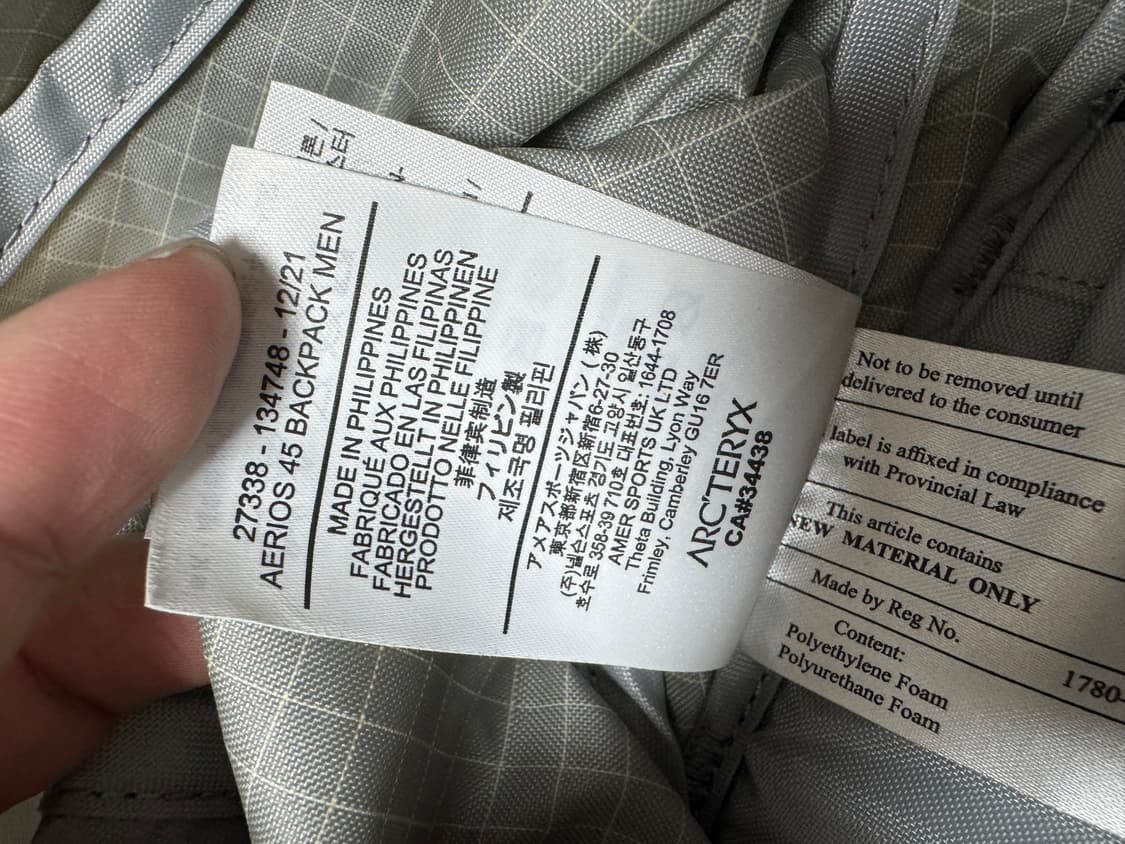 27338 - 134748 - 12/21
AERIOS 45 BACKPACK MEN
MADE IN PHILIPPINES
FABRIQUÉ AUX PHILIPPINES
FABRICADO EN LAS FILIPINAS
HERGESTELLT IN PHILIPPINEN
PRODOTTO NELLE FILIPPINE
菲律宾制造
フィリピン製
제조국명 필리핀
アメアスポーツジャパン (株)
東京都新宿区新宿6-27-30
(주)넬슨스포츠 경기도 고양시 일산동구
호수로 358-39 710호 대표번호: 1644-1708
AMER SPORTS UK LTD
Theta Building, Lyon Way
Frimley, Camberley GU16 7ER
ARC'TERYX
CA#34438
Not to be removed until
delivered to the consumer
label is affixed in compliance
with Provincial Law
This article contains
NEW MATERIAL ONLY
Made by Reg No.
1780-
Content:
Polyethylene Foam
Polyurethane Foam